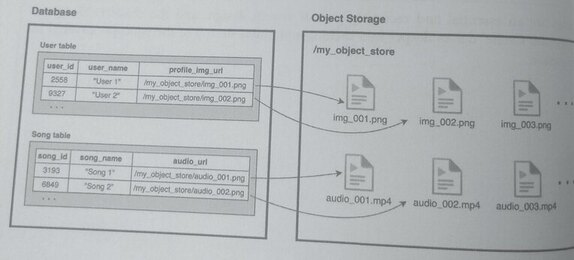 Database
User table
user_id user_name profile_img_url
2558 "User 1" /my_object_store/img_001.png
9327 "User 2" /my_object_store/img_002.png
...
Song table
song_id song_name audio_url
3193 "Song 1" /my_object_store/audio_001.png
6849 "Song 2" /my_object_store/audio_002.png
...
Object Storage
/my_object_store
img_001.png img_002.png img_003.png ...
audio_001.mp4 audio_002.mp4 audio_003.mp4 ...